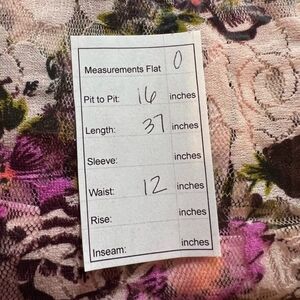 Measurements Flat 0
Pit to Pit: 16 inches
Length: 37 inches
Sleeve: inches
Waist: 12 inches
Rise: inches
Inseam: inches